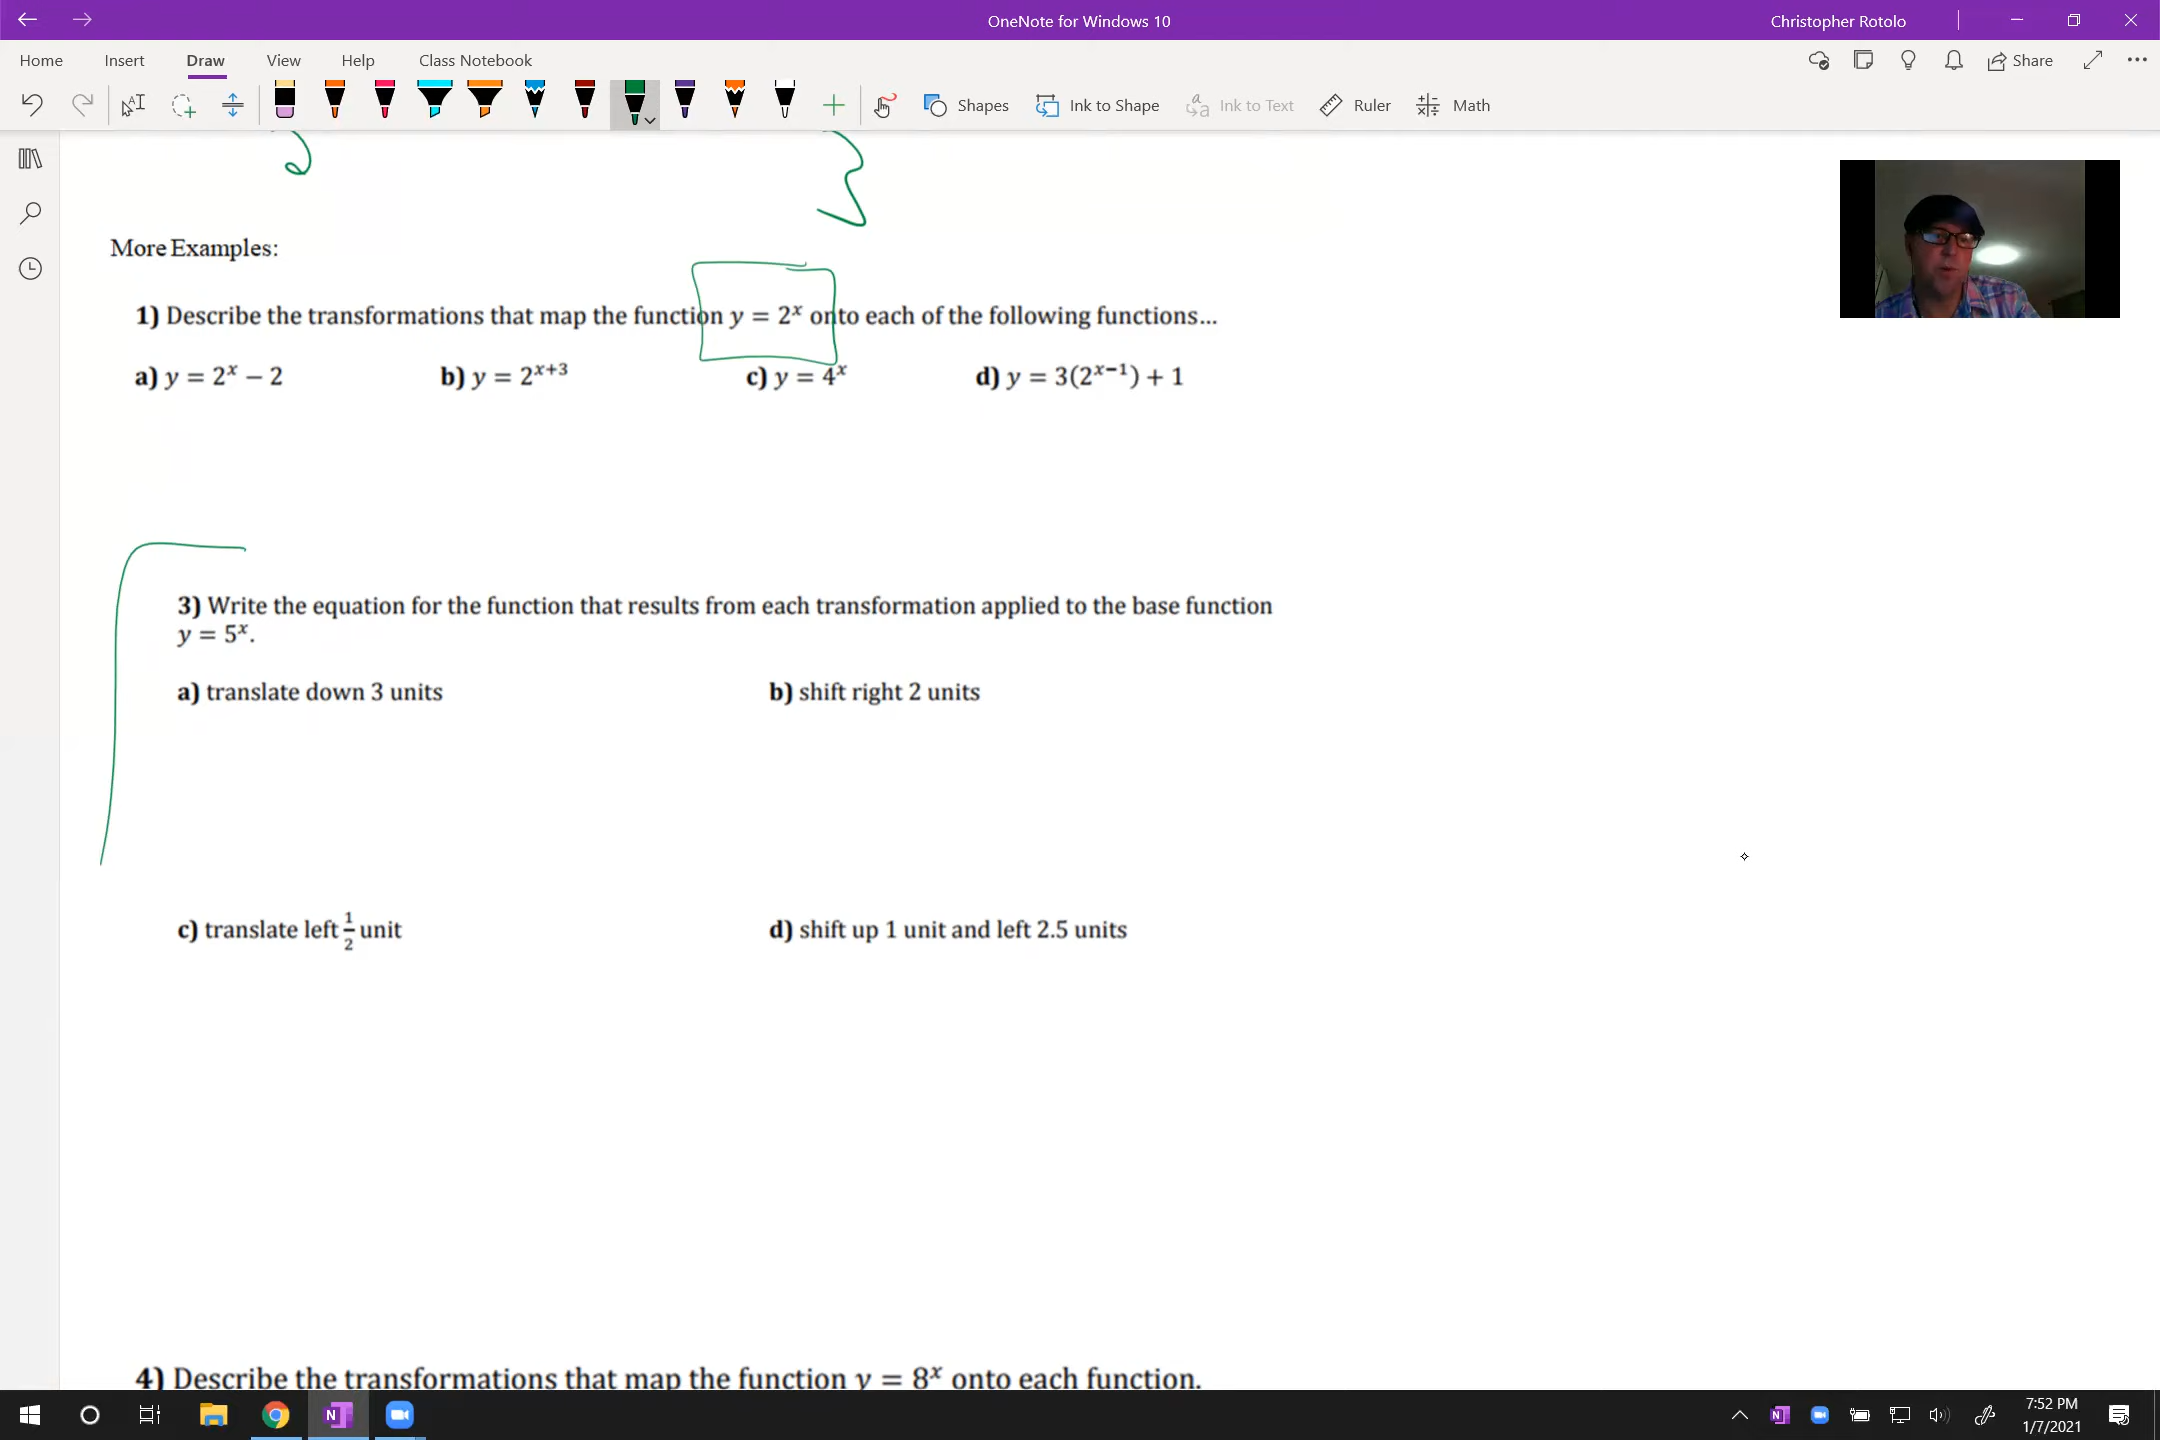 OneNote for Windows 10
Christopher Rotolo
Home Insert Draw View Help Class Notebook
Share
Shapes Ink to Shape Ink to Text Ruler Math
More Examples:
1) Describe the transformations that map the function y = 2ˣ onto each of the following functions...
a) y = 2ˣ − 2 b) y = 2ˣ⁺³ c) y = 4ˣ d) y = 3(2ˣ⁻¹) + 1
3) Write the equation for the function that results from each transformation applied to the base function
y = 5ˣ.
a) translate down 3 units b) shift right 2 units
c) translate left 1/2 unit d) shift up 1 unit and left 2.5 units
4) Describe the transformations that map the function y = 8ˣ onto each function.
7:52 PM
1/7/2021